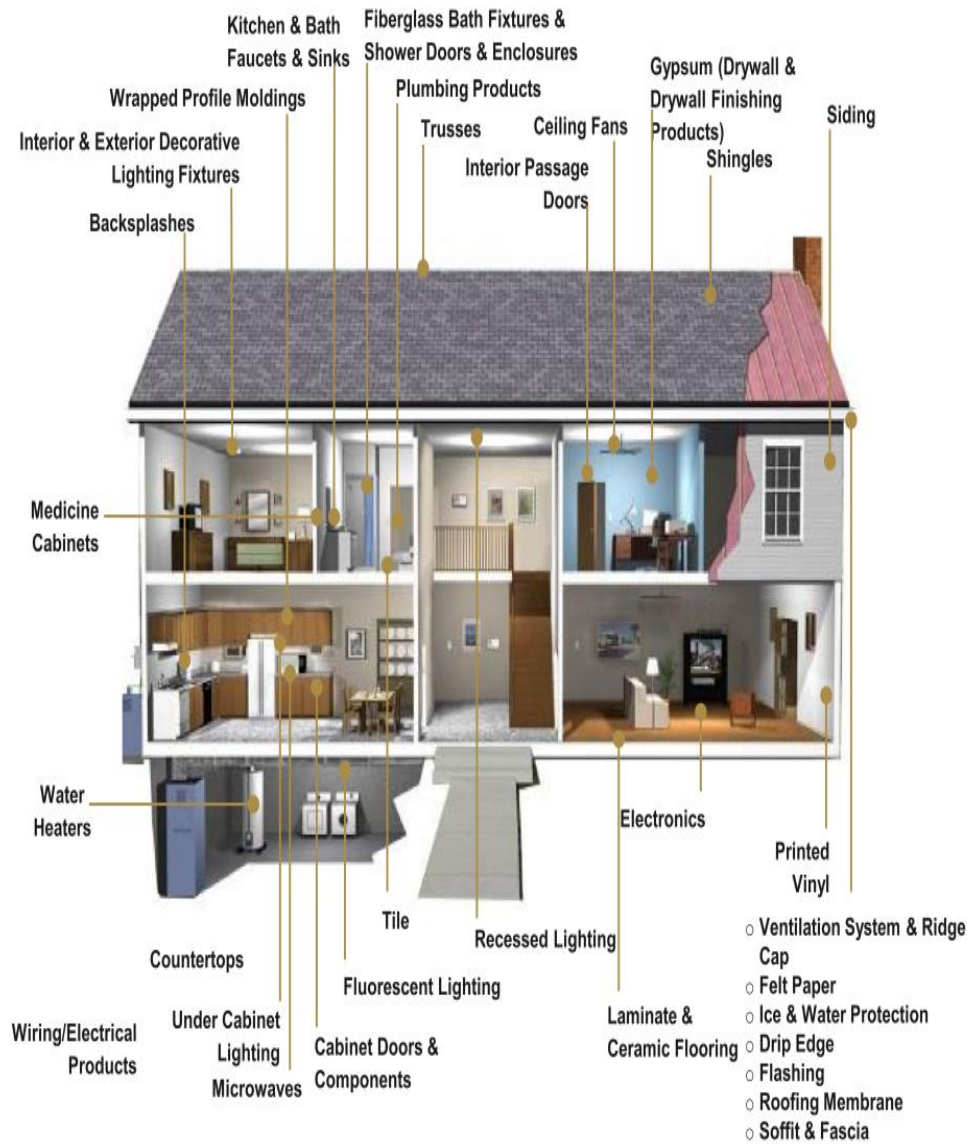 Kitchen & Bath
Faucets & Sinks
Fiberglass Bath Fixtures &
Shower Doors & Enclosures
Gypsum (Drywall &
Drywall Finishing
Products)
Wrapped Profile Moldings
Plumbing Products
Siding
Interior & Exterior Decorative
Lighting Fixtures
Trusses
Ceiling Fans
Shingles
Interior Passage
Doors
Backsplashes
Medicine
Cabinets
Water
Heaters
Electronics
Printed
Vinyl
Tile
Recessed Lighting
Countertops
Fluorescent Lighting
Wiring/Electrical
Products
Under Cabinet
Lighting
Microwaves
Cabinet Doors &
Components
Laminate &
Ceramic Flooring
○ Ventilation System & Ridge
Cap
○ Felt Paper
○ Ice & Water Protection
○ Drip Edge
○ Flashing
○ Roofing Membrane
○ Soffit & Fascia